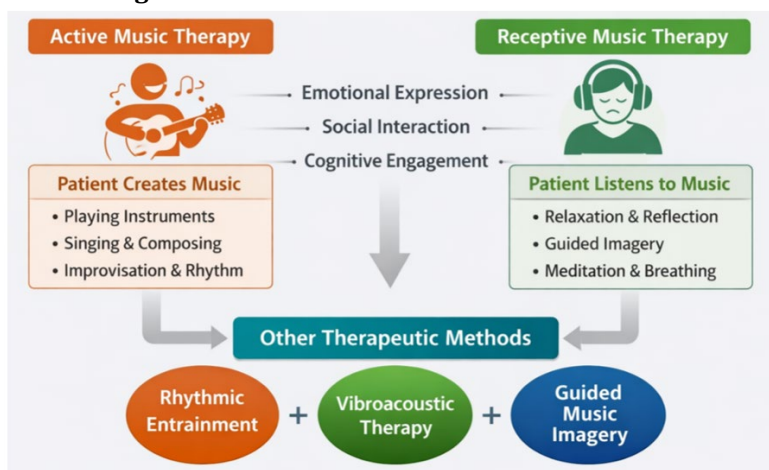 Active Music Therapy
Receptive Music Therapy
Emotional Expression
Social Interaction
Cognitive Engagement
Patient Creates Music
• Playing Instruments
• Singing & Composing
• Improvisation & Rhythm
Patient Listens to Music
• Relaxation & Reflection
• Guided Imagery
• Meditation & Breathing
Other Therapeutic Methods
Rhythmic
Entrainment
+
Vibroacoustic
Therapy
+
Guided
Music
Imagery